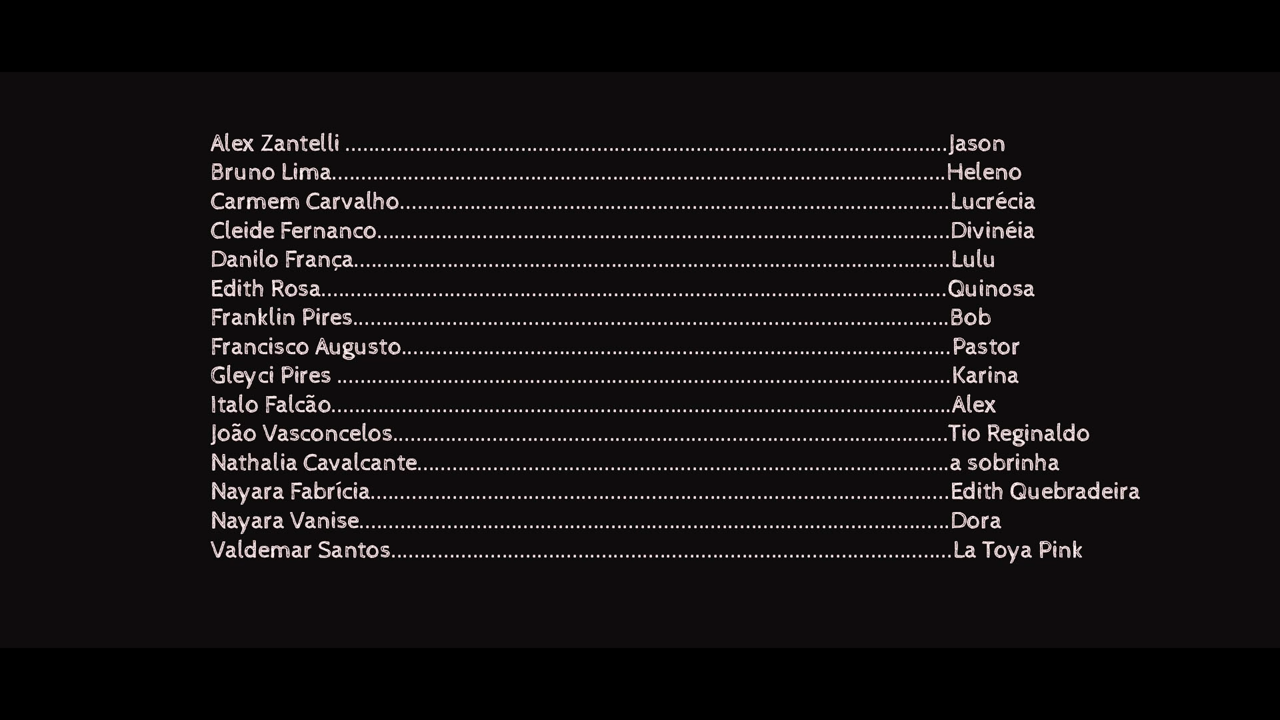 Alex Zantelli ........................................................................................................Jason
Bruno Lima.........................................................................................................Heleno
Carmem Carvalho..............................................................................................Lucrécia
Cleide Fernanco..................................................................................................Divinéia
Danilo França......................................................................................................Lulu
Edith Rosa...........................................................................................................Quinosa
Franklin Pires......................................................................................................Bob
Francisco Augusto..............................................................................................Pastor
Gleyci Pires .........................................................................................................Karina
Italo Falcão..........................................................................................................Alex
João Vasconcelos...............................................................................................Tio Reginaldo
Nathalia Cavalcante...........................................................................................a sobrinha
Nayara Fabrícia...................................................................................................Edith Quebradeira
Nayara Vanise.....................................................................................................Dora
Valdemar Santos................................................................................................La Toya Pink